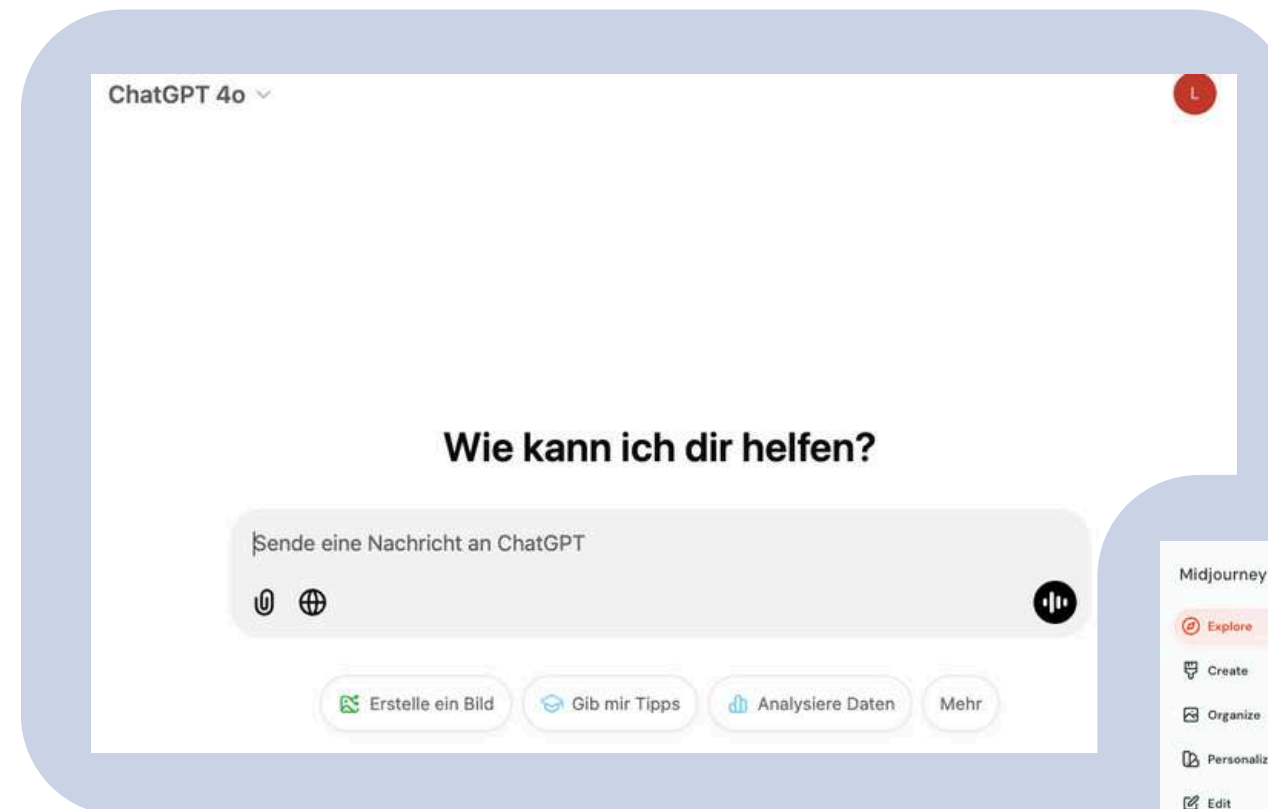 ChatGPT 4o
L
Wie kann ich dir helfen?
Sende eine Nachricht an ChatGPT
Erstelle ein Bild Gib mir Tipps Analysiere Daten Mehr
Midjourney
Explore
Create
Organize
Personaliz
Edit